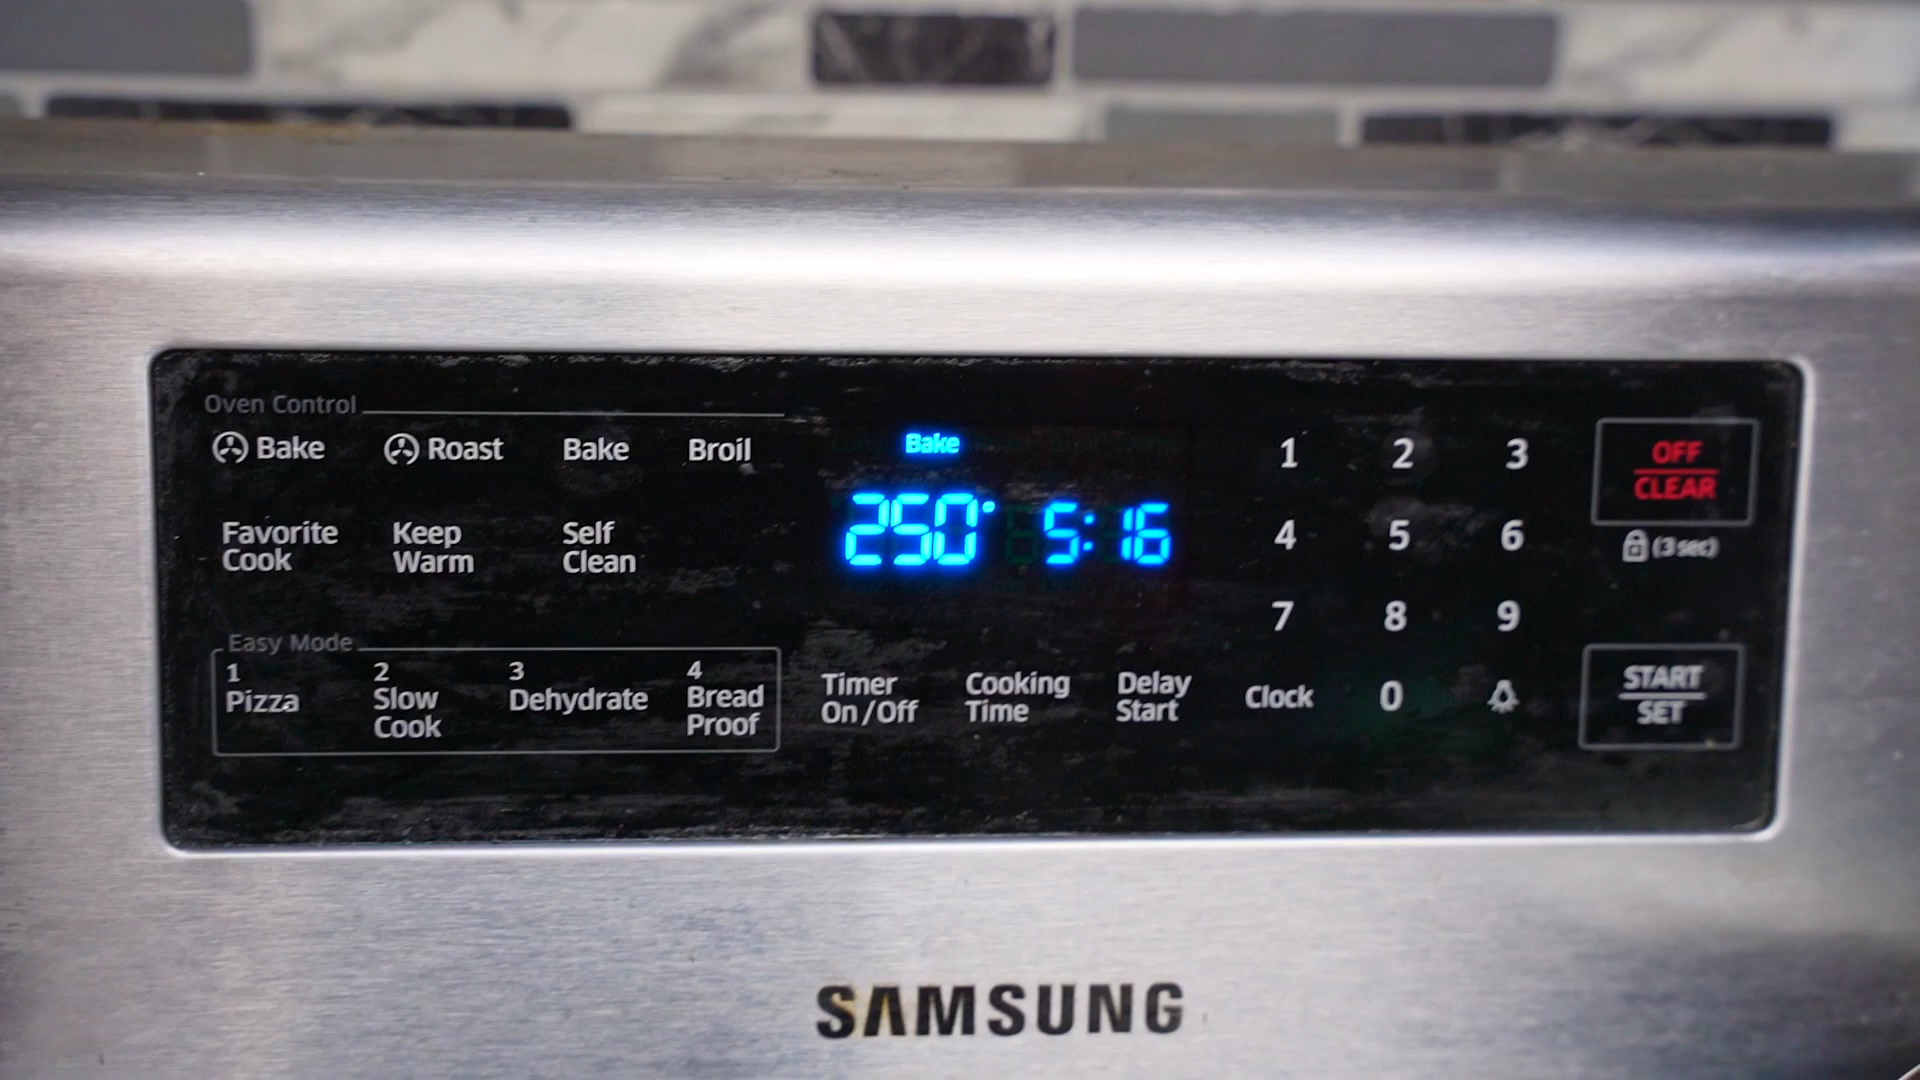 Oven Control
Bake Roast Bake Broil
Favorite Cook
Keep Warm
Self Clean
Easy Mode
1 Pizza
2 Slow Cook
3 Dehydrate
4 Bread Proof
Bake
250° 5:16
Timer On/Off
Cooking Time
Delay Start
1 2 3
4 5 6
7 8 9
Clock 0
OFF
CLEAR
(3 sec)
START
SET
SAMSUNG